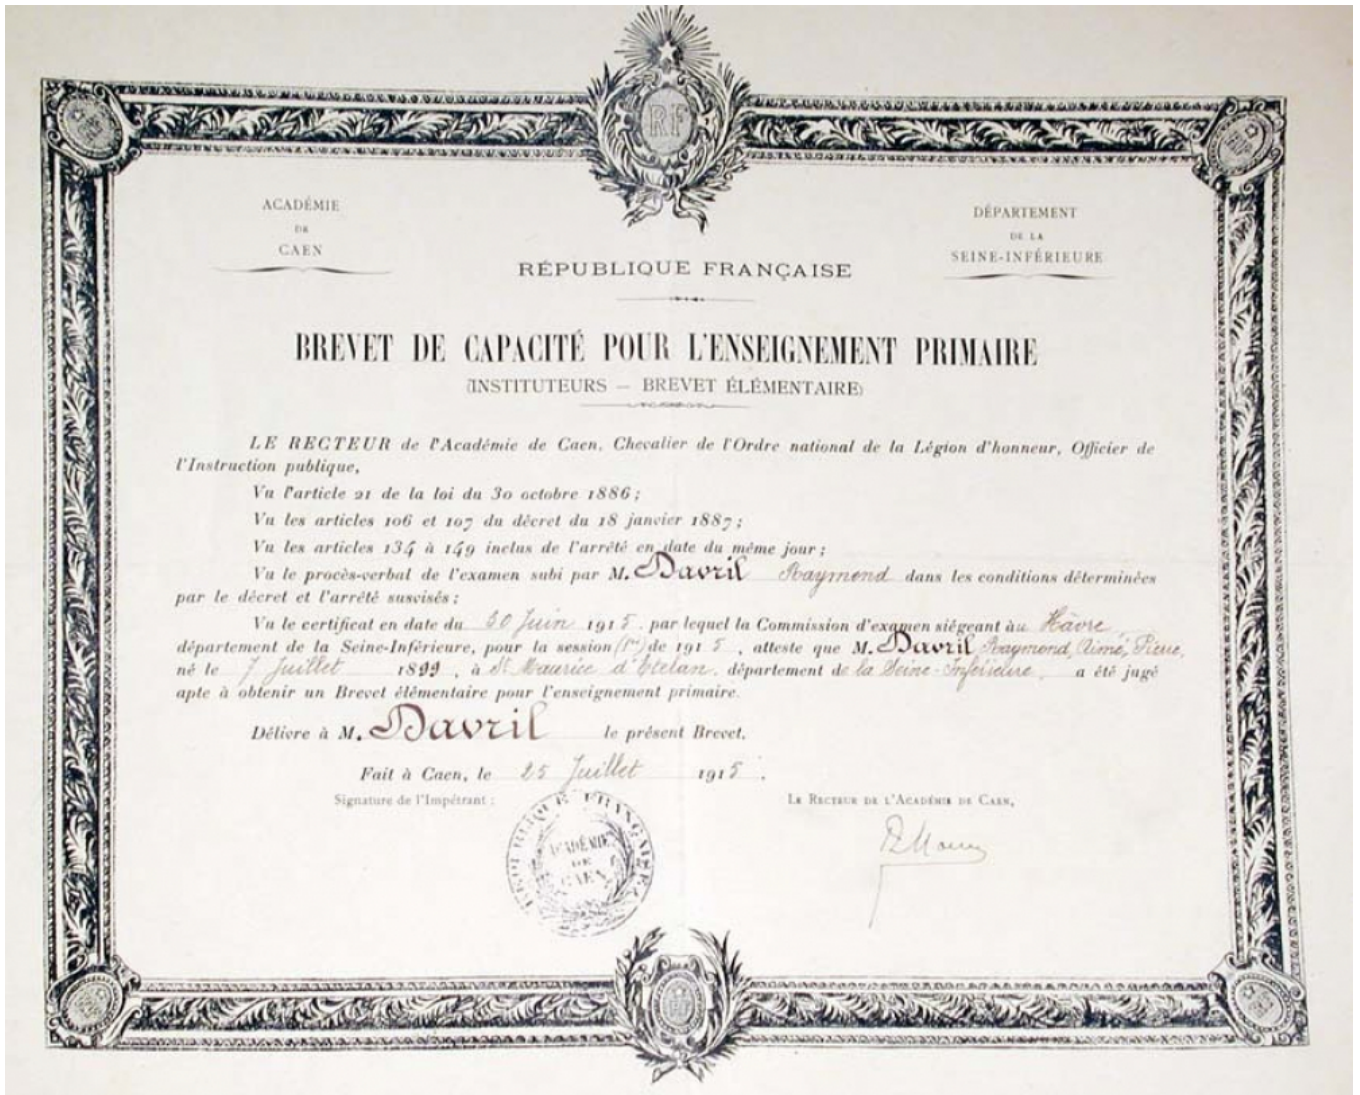 RF
ACADÉMIE
DE
CAEN
DÉPARTEMENT
DE LA
SEINE-INFÉRIEURE
RÉPUBLIQUE FRANÇAISE
BREVET DE CAPACITÉ POUR L'ENSEIGNEMENT PRIMAIRE
(INSTITUTEURS — BREVET ÉLÉMENTAIRE)
LE RECTEUR de l'Académie de Caen, Chevalier de l'Ordre national de la Légion d'honneur, Officier de
l'Instruction publique,
Vu l'article 21 de la loi du 30 octobre 1886;
Vu les articles 106 et 107 du décret du 18 janvier 1887;
Vu les articles 134 à 149 inclus de l'arrêté en date du même jour;
Vu le procès-verbal de l'examen subi par M. Davril Raymond dans les conditions déterminées
par le décret et l'arrêté susvisés:
Vu le certificat en date du 30 Juin 1915, par lequel la Commission d'examen siégeant au Hâvre,
département de la Seine-Inférieure, pour la session (1re) de 1915, atteste que M. Davril Raymond, Aimé, Pierre,
né le 7 Juillet 1899, à St Maurice d'Etelan, département de la Seine-Inférieure, a été jugé
apte à obtenir un Brevet élémentaire pour l'enseignement primaire.
Délivré à M. Davril le présent Brevet.
Fait à Caen, le 25 Juillet 1915.
Signature de l'Impétrant:
LE RECTEUR DE L'ACADÉMIE DE CAEN,
RÉPUBLIQUE FRANÇAISE
ACADÉMIE
DE
CAEN